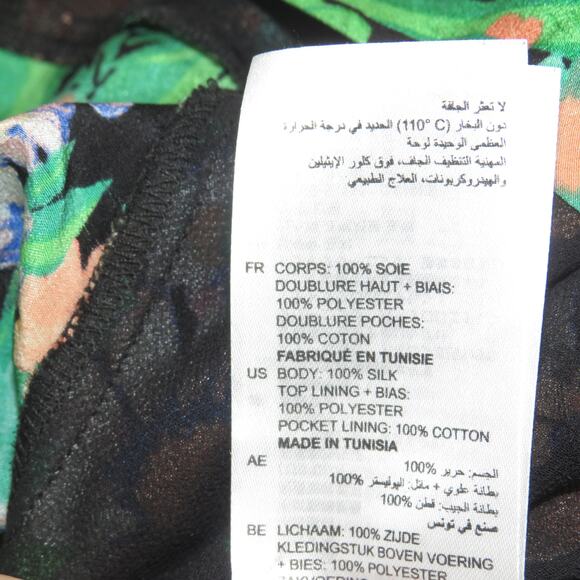 لا تعثر الجافة
دون البخار (110° C) الحديد في درجة الحرارة
العظمى الوحيدة لوحة
المهنية التنظيف الجاف، فوق كلور الإيثيلين
والهيدروكربونات، العلاج الطبيعي
FR CORPS: 100% SOIE
DOUBLURE HAUT + BIAIS:
100% POLYESTER
DOUBLURE POCHES:
100% COTON
FABRIQUÉ EN TUNISIE
US BODY: 100% SILK
TOP LINING + BIAS:
100% POLYESTER
POCKET LINING: 100% COTTON
MADE IN TUNISIA
AE الجسم: حرير 100%
بطانة علوي + مائل: البوليستر 100%
بطانة الجيب: قطن 100%
صنع في تونس
BE LICHAAM: 100% ZIJDE
KLEDINGSTUK BOVEN VOERING
+ BIES: 100% POLYESTER